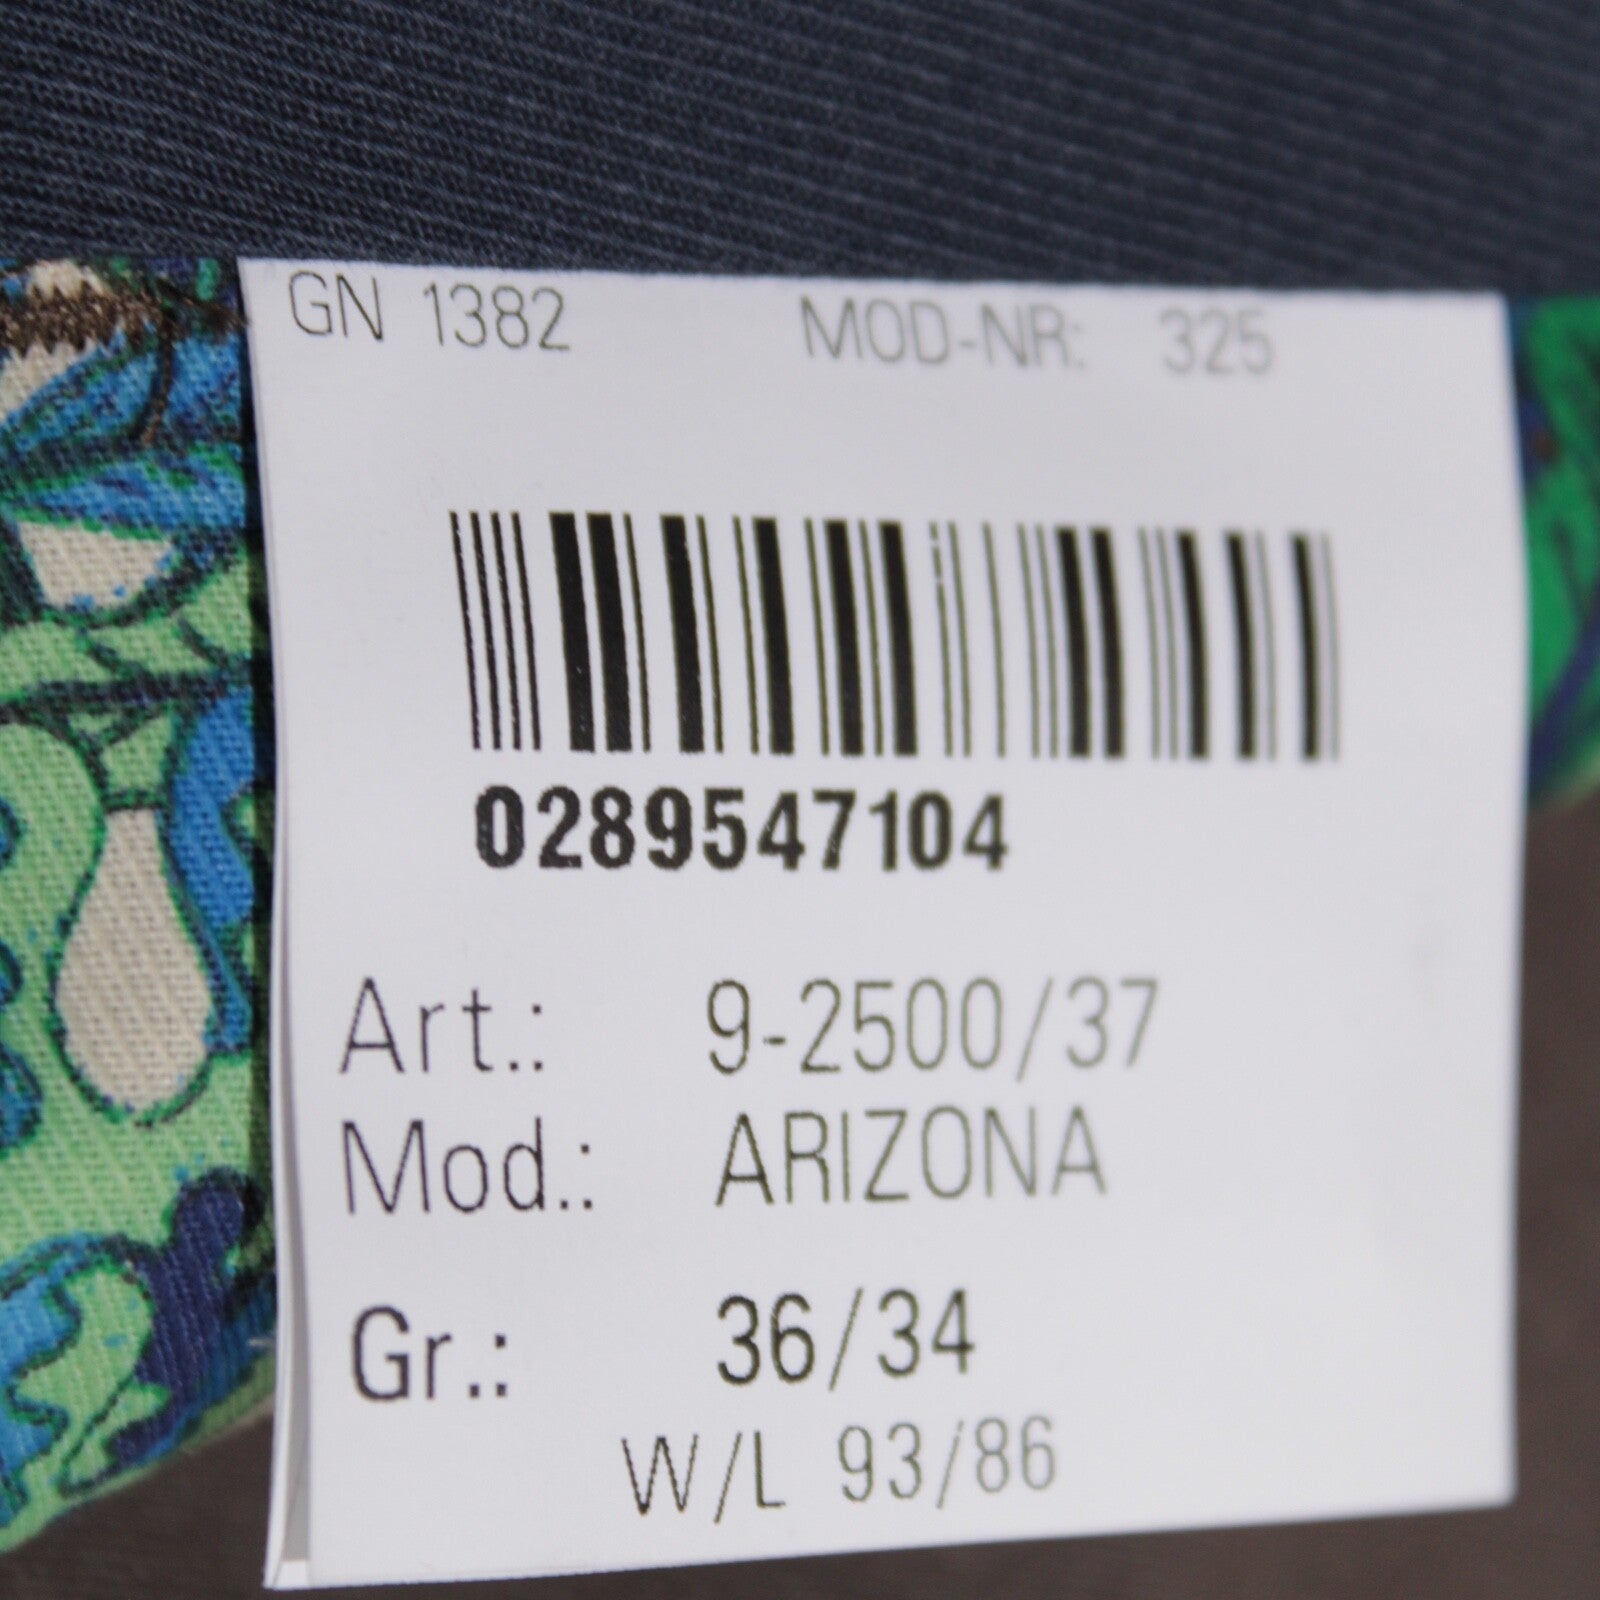 GN 1382 MOD-NR: 325
0289547104
Art.: 9-2500/37
Mod.: ARIZONA
Gr.: 36/34
W/L 93/86